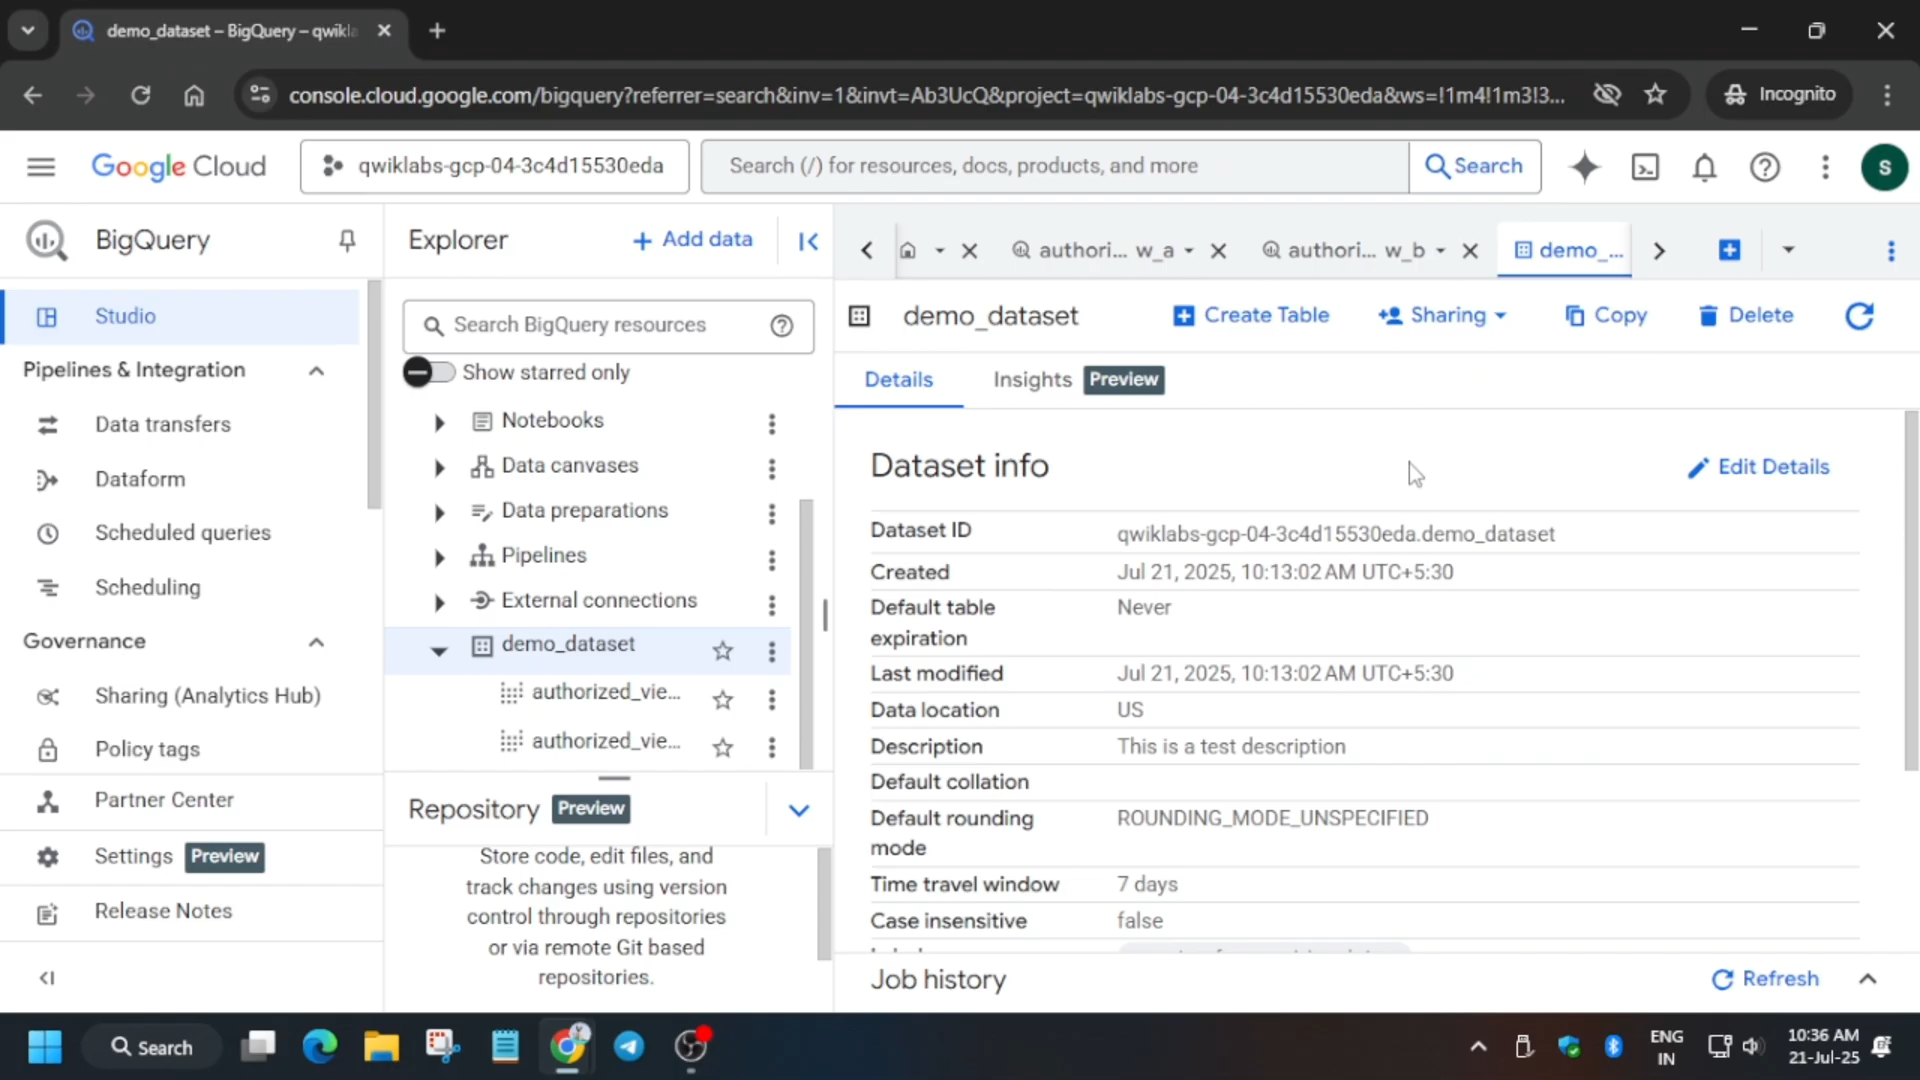 demo_dataset – BigQuery – qwikla
console.cloud.google.com/bigquery?referrer=search&inv=1&invt=Ab3UcQ&project=qwiklabs-gcp-04-3c4d15530eda&ws=!1m4!1m3!3...
Incognito
Google Cloud
qwiklabs-gcp-04-3c4d15530eda
Search (/) for resources, docs, products, and more
Search
S
BigQuery
Studio
Pipelines & Integration
Data transfers
Dataform
Scheduled queries
Scheduling
Governance
Sharing (Analytics Hub)
Policy tags
Partner Center
Settings Preview
Release Notes
Explorer
+ Add data
Search BigQuery resources
Show starred only
Notebooks
Data canvases
Data preparations
Pipelines
External connections
demo_dataset
authorized_vie...
authorized_vie...
Repository Preview
Store code, edit files, and
track changes using version
control through repositories
or via remote Git based
repositories.
authori... w_a
authori... w_b
demo_...
demo_dataset
Create Table
Sharing
Copy
Delete
Details
Insights Preview
Dataset info
Edit Details
Dataset ID qwiklabs-gcp-04-3c4d15530eda.demo_dataset
Created Jul 21, 2025, 10:13:02 AM UTC+5:30
Default table expiration Never
Last modified Jul 21, 2025, 10:13:02 AM UTC+5:30
Data location US
Description This is a test description
Default collation
Default rounding mode ROUNDING_MODE_UNSPECIFIED
Time travel window 7 days
Case insensitive false
Job history
Refresh
Search
ENG
IN
10:36 AM
21-Jul-25